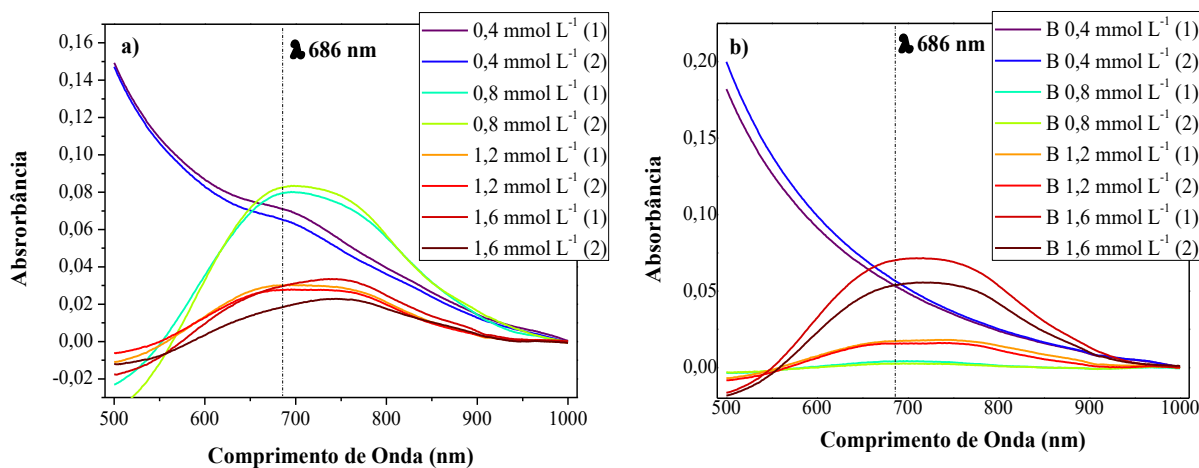 a)
λ 686 nm
0,4 mmol L⁻¹ (1)
0,4 mmol L⁻¹ (2)
0,8 mmol L⁻¹ (1)
0,8 mmol L⁻¹ (2)
1,2 mmol L⁻¹ (1)
1,2 mmol L⁻¹ (2)
1,6 mmol L⁻¹ (1)
1,6 mmol L⁻¹ (2)
0,16
0,14
0,12
0,10
0,08
0,06
0,04
0,02
0,00
-0,02
Absrorbância
500 600 700 800 900 1000
Comprimento de Onda (nm)
b)
λ 686 nm
B 0,4 mmol L⁻¹ (1)
B 0,4 mmol L⁻¹ (2)
B 0,8 mmol L⁻¹ (1)
B 0,8 mmol L⁻¹ (2)
B 1,2 mmol L⁻¹ (1)
B 1,2 mmol L⁻¹ (2)
B 1,6 mmol L⁻¹ (1)
B 1,6 mmol L⁻¹ (2)
0,20
0,15
0,10
0,05
0,00
Absorbância
500 600 700 800 900 1000
Comprimento de Onda (nm)